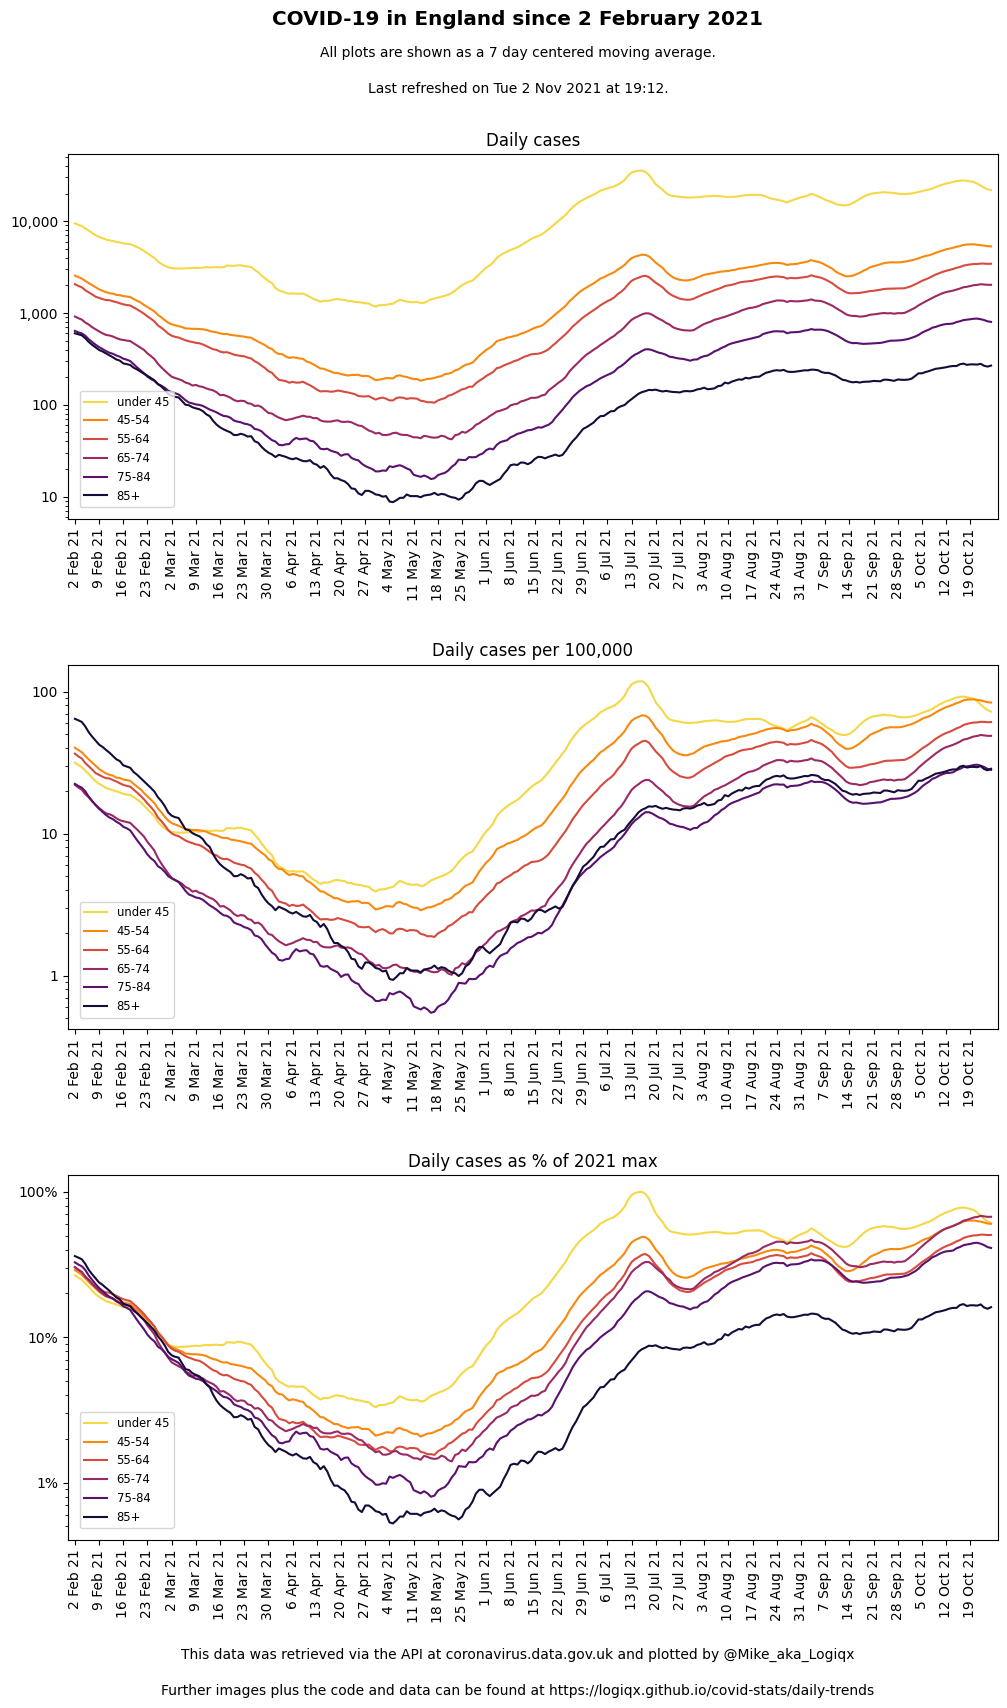 COVID-19 in England since 2 February 2021
All plots are shown as a 7 day centered moving average.
Last refreshed on Tue 2 Nov 2021 at 19:12.
Daily cases
10,000
1,000
100
10
under 45
45-54
55-64
65-74
75-84
85+
2 Feb 21
9 Feb 21
16 Feb 21
23 Feb 21
2 Mar 21
9 Mar 21
16 Mar 21
23 Mar 21
30 Mar 21
6 Apr 21
13 Apr 21
20 Apr 21
27 Apr 21
4 May 21
11 May 21
18 May 21
25 May 21
1 Jun 21
8 Jun 21
15 Jun 21
22 Jun 21
29 Jun 21
6 Jul 21
13 Jul 21
20 Jul 21
27 Jul 21
3 Aug 21
10 Aug 21
17 Aug 21
24 Aug 21
31 Aug 21
7 Sep 21
14 Sep 21
21 Sep 21
28 Sep 21
5 Oct 21
12 Oct 21
19 Oct 21
Daily cases per 100,000
100
10
1
under 45
45-54
55-64
65-74
75-84
85+
2 Feb 21
9 Feb 21
16 Feb 21
23 Feb 21
2 Mar 21
9 Mar 21
16 Mar 21
23 Mar 21
30 Mar 21
6 Apr 21
13 Apr 21
20 Apr 21
27 Apr 21
4 May 21
11 May 21
18 May 21
25 May 21
1 Jun 21
8 Jun 21
15 Jun 21
22 Jun 21
29 Jun 21
6 Jul 21
13 Jul 21
20 Jul 21
27 Jul 21
3 Aug 21
10 Aug 21
17 Aug 21
24 Aug 21
31 Aug 21
7 Sep 21
14 Sep 21
21 Sep 21
28 Sep 21
5 Oct 21
12 Oct 21
19 Oct 21
Daily cases as % of 2021 max
100%
10%
1%
under 45
45-54
55-64
65-74
75-84
85+
2 Feb 21
9 Feb 21
16 Feb 21
23 Feb 21
2 Mar 21
9 Mar 21
16 Mar 21
23 Mar 21
30 Mar 21
6 Apr 21
13 Apr 21
20 Apr 21
27 Apr 21
4 May 21
11 May 21
18 May 21
25 May 21
1 Jun 21
8 Jun 21
15 Jun 21
22 Jun 21
29 Jun 21
6 Jul 21
13 Jul 21
20 Jul 21
27 Jul 21
3 Aug 21
10 Aug 21
17 Aug 21
24 Aug 21
31 Aug 21
7 Sep 21
14 Sep 21
21 Sep 21
28 Sep 21
5 Oct 21
12 Oct 21
19 Oct 21
This data was retrieved via the API at coronavirus.data.gov.uk and plotted by @Mike_aka_Logiqx
Further images plus the code and data can be found at https://logiqx.github.io/covid-stats/daily-trends